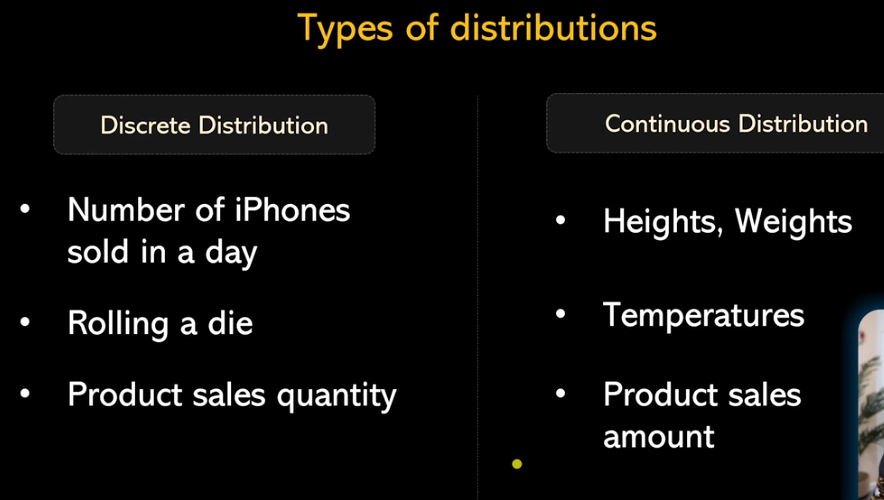 Types of distributions
Discrete Distribution
• Number of iPhones
sold in a day
• Rolling a die
• Product sales quantity
Continuous Distribution
• Heights, Weights
• Temperatures
• Product sales
amount